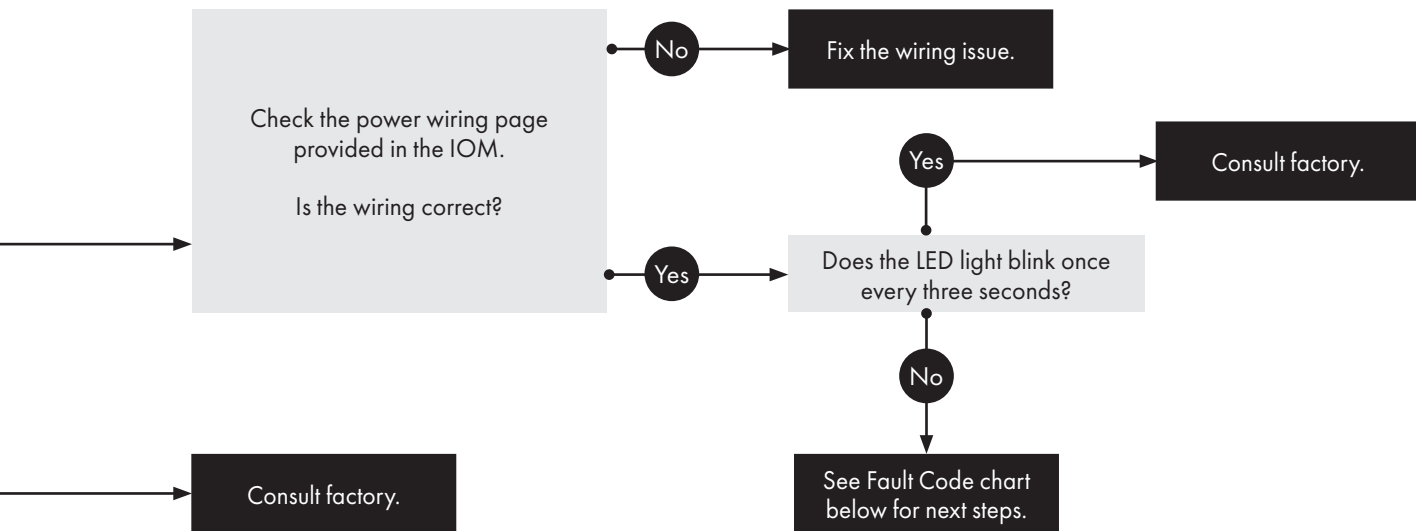 Check the power wiring page
provided in the IOM.
Is the wiring correct?
No
Fix the wiring issue.
Yes
Does the LED light blink once
every three seconds?
Yes
Consult factory.
No
See Fault Code chart
below for next steps.
Consult factory.